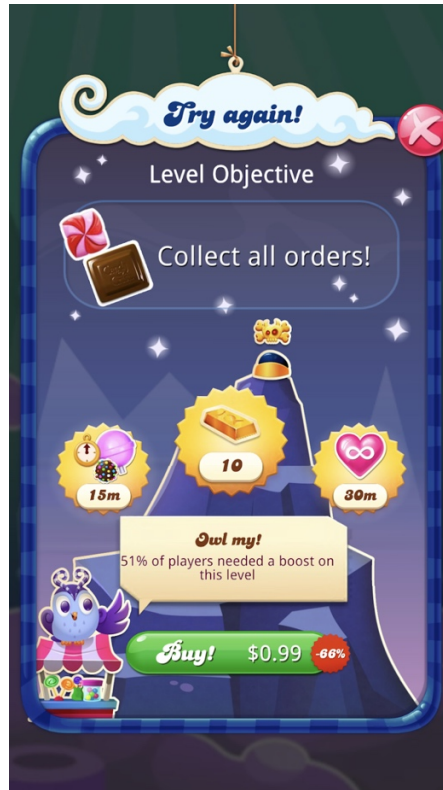 Try again!
Level Objective
Collect all orders!
10
15m
30m
Owl my!
51% of players needed a boost on
this level
Buy! $0.99 -66%